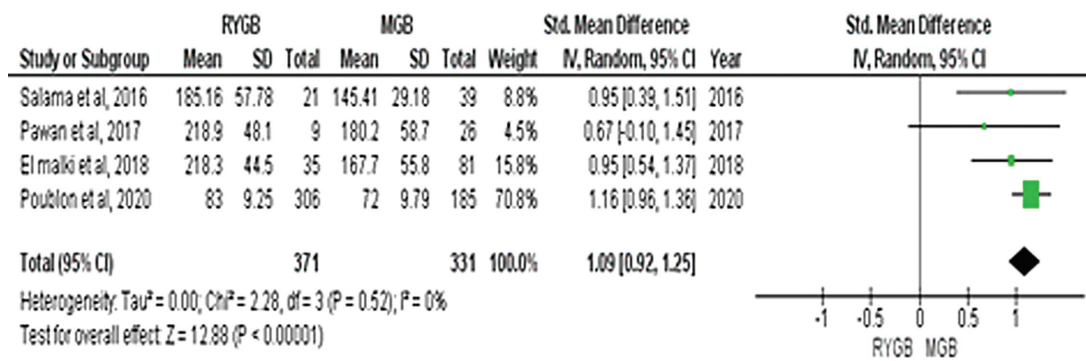 RYGB MGB Std. Mean Difference Std. Mean Difference
Study or Subgroup Mean SD Total Mean SD Total Weight IV, Random, 95% CI Year IV, Random, 95% CI
Salama et al, 2016 185.16 57.78 21 145.41 29.18 39 8.8% 0.95 [0.39, 1.51] 2016
Pawan et al, 2017 218.9 48.1 9 180.2 58.7 26 4.5% 0.67 [-0.10, 1.45] 2017
El malki et al, 2018 218.3 44.5 35 167.7 55.8 81 15.8% 0.95 [0.54, 1.37] 2018
Poublon et al, 2020 83 9.25 306 72 9.79 185 70.8% 1.16 [0.96, 1.36] 2020
Total (95% CI) 371 331 100.0% 1.09 [0.92, 1.25]
Heterogeneity: Tau² = 0.00; Chi² = 2.28, df = 3 (P = 0.52); I² = 0%
Test for overall effect: Z = 12.88 (P < 0.00001)
-1 -0.5 0 0.5 1
RYGB MGB